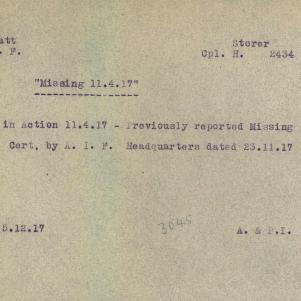 att Storer
. F. Cpl. H. 2434
"Missing 11.4.17"
in Action 11.4.17 - Previously reported Missing
Cert, by A. I. F. Headquarters dated 23.11.17
5.12.17 3045 A. & F.I.